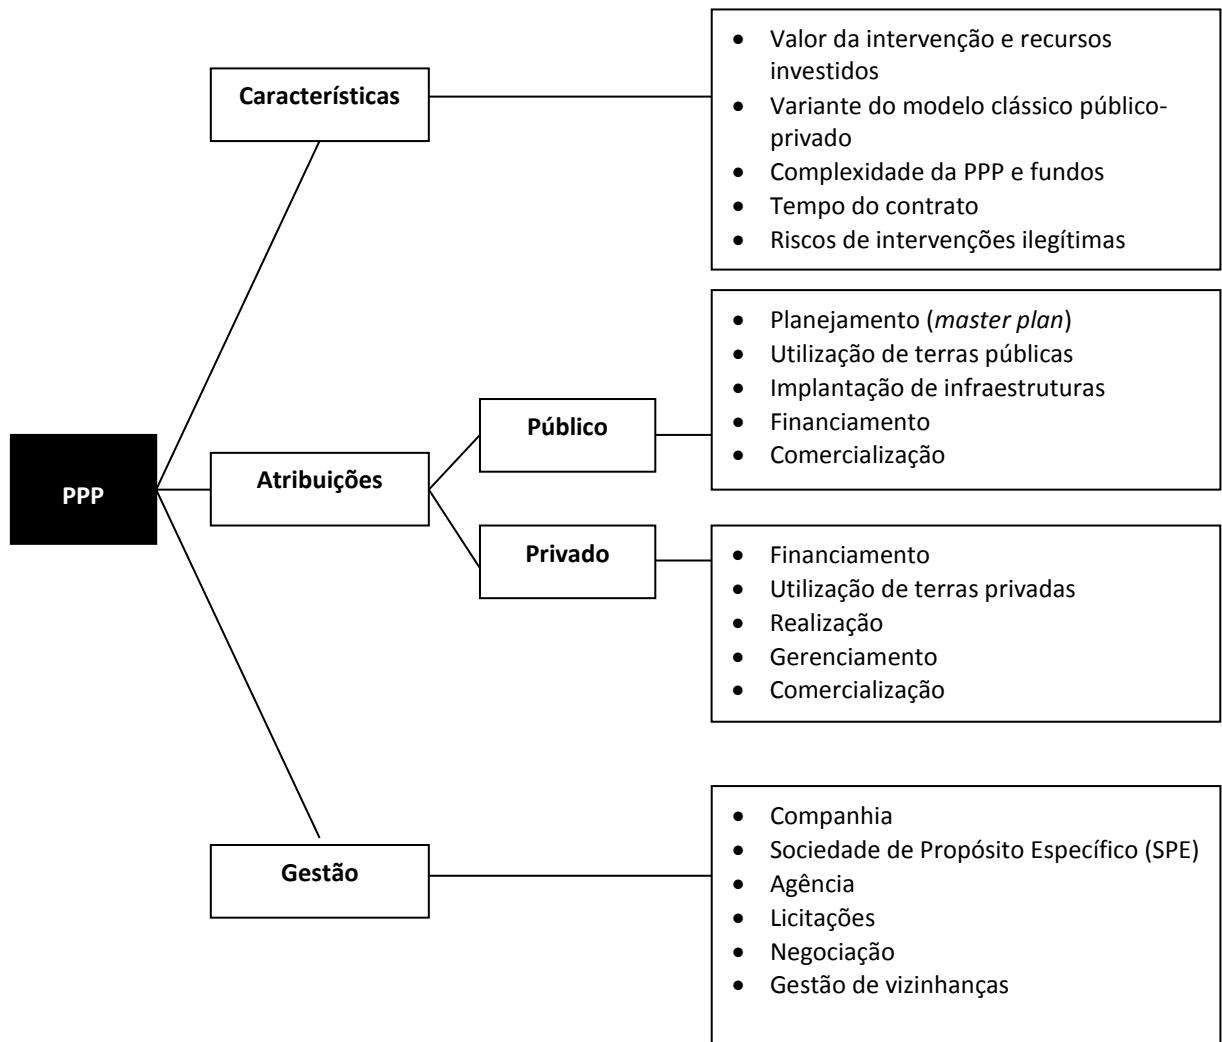 PPP
Características
• Valor da intervenção e recursos
investidos
• Variante do modelo clássico público-
privado
• Complexidade da PPP e fundos
• Tempo do contrato
• Riscos de intervenções ilegítimas
Atribuições
Público
• Planejamento (master plan)
• Utilização de terras públicas
• Implantação de infraestruturas
• Financiamento
• Comercialização
Privado
• Financiamento
• Utilização de terras privadas
• Realização
• Gerenciamento
• Comercialização
Gestão
• Companhia
• Sociedade de Propósito Específico (SPE)
• Agência
• Licitações
• Negociação
• Gestão de vizinhanças